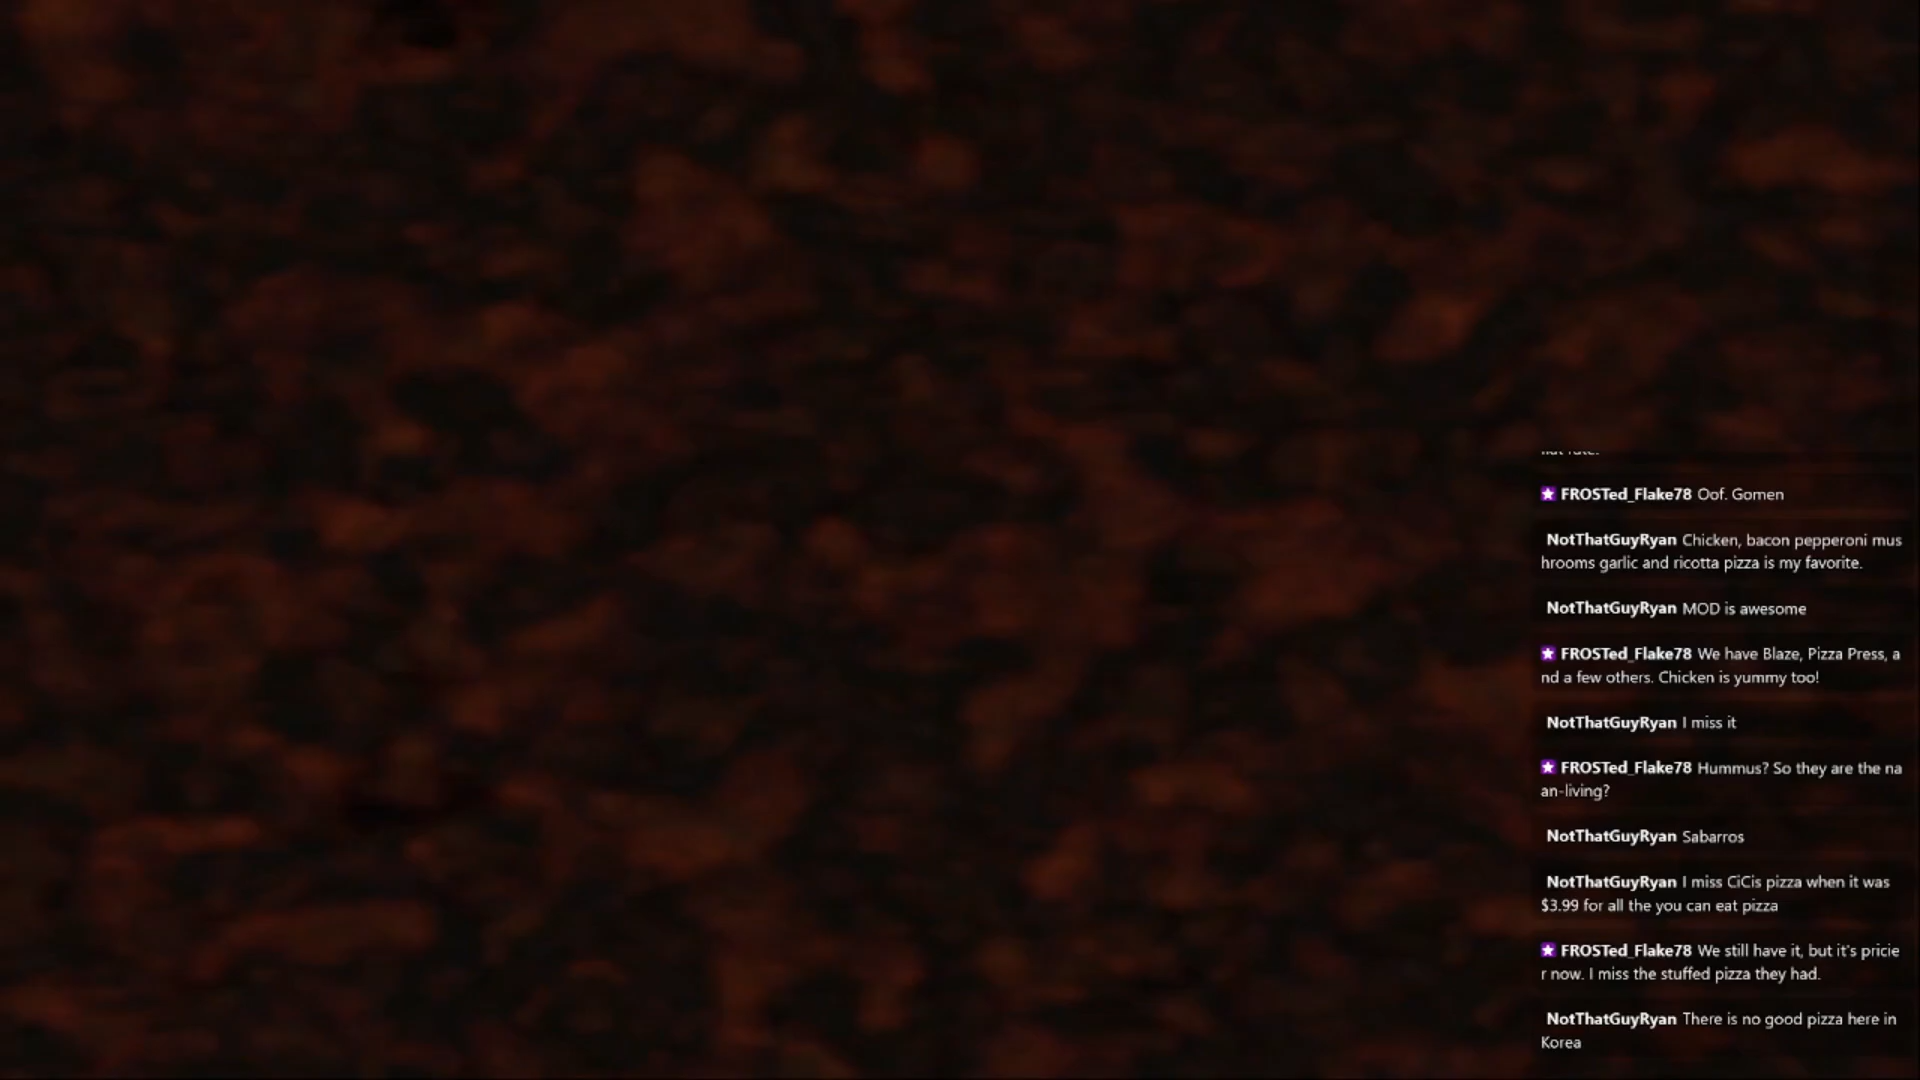 FROSTed_Flake78 Oof. Gomen
NotThatGuyRyan Chicken, bacon pepperoni mus
hrooms garlic and ricotta pizza is my favorite.
NotThatGuyRyan MOD is awesome
FROSTed_Flake78 We have Blaze, Pizza Press, a
nd a few others. Chicken is yummy too!
NotThatGuyRyan I miss it
FROSTed_Flake78 Hummus? So they are the na
an-living?
NotThatGuyRyan Sabarros
NotThatGuyRyan I miss CiCis pizza when it was
$3.99 for all the you can eat pizza
FROSTed_Flake78 We still have it, but it's pricie
r now. I miss the stuffed pizza they had.
NotThatGuyRyan There is no good pizza here in
Korea